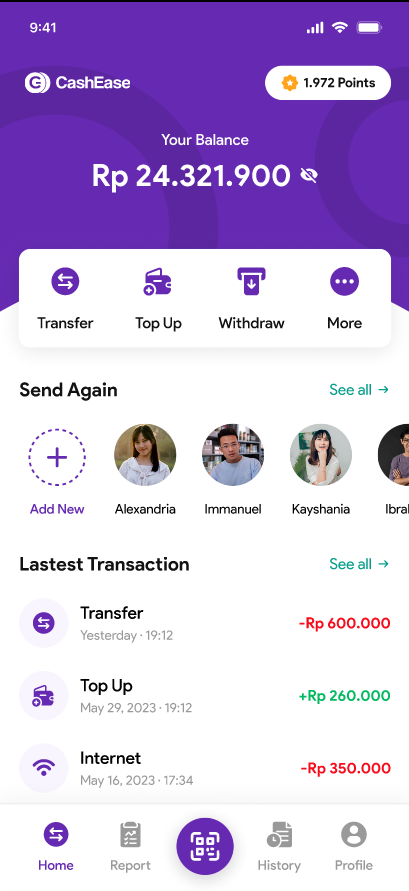 9:41
CashEase
1.972 Points
Your Balance
Rp 24.321.900
Transfer
Top Up
Withdraw
More
Send Again
See all →
Add New
Alexandria
Immanuel
Kayshania
Ibral
Lastest Transaction
See all →
Transfer
Yesterday · 19:12
-Rp 600.000
Top Up
May 29, 2023 · 19:12
+Rp 260.000
Internet
May 16, 2023 · 17:34
-Rp 350.000
Home
Report
History
Profile